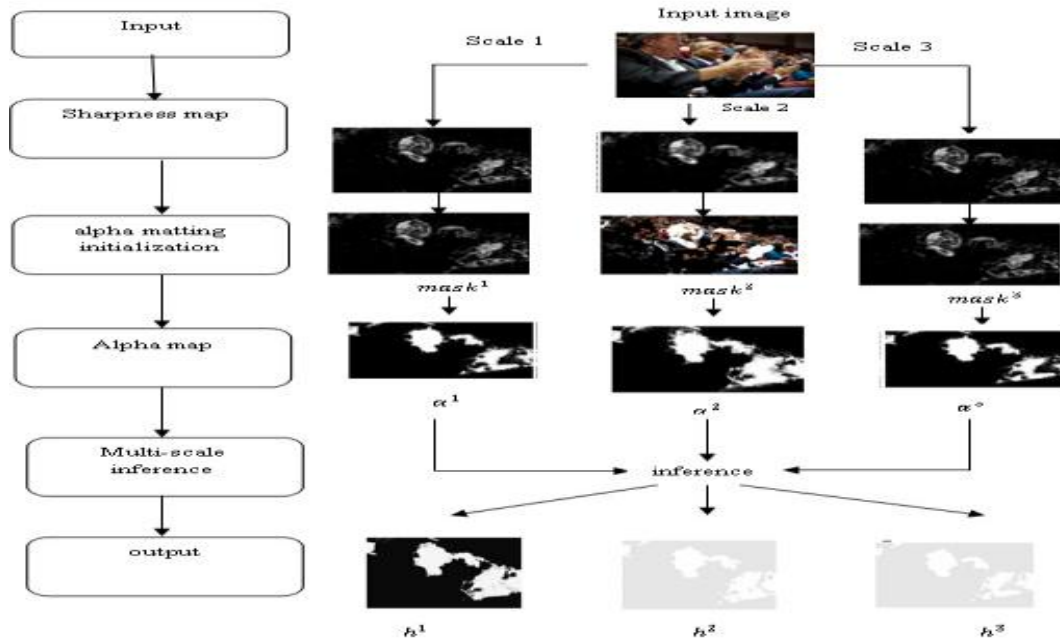 Input
Sharpness map
alpha matting
initialization
Alpha map
Multi-scale
inference
output
Input image
Scale 1
Scale 3
Scale 2
mask¹
mask²
mask³
α¹
α²
α³
inference
h¹
h²
h³